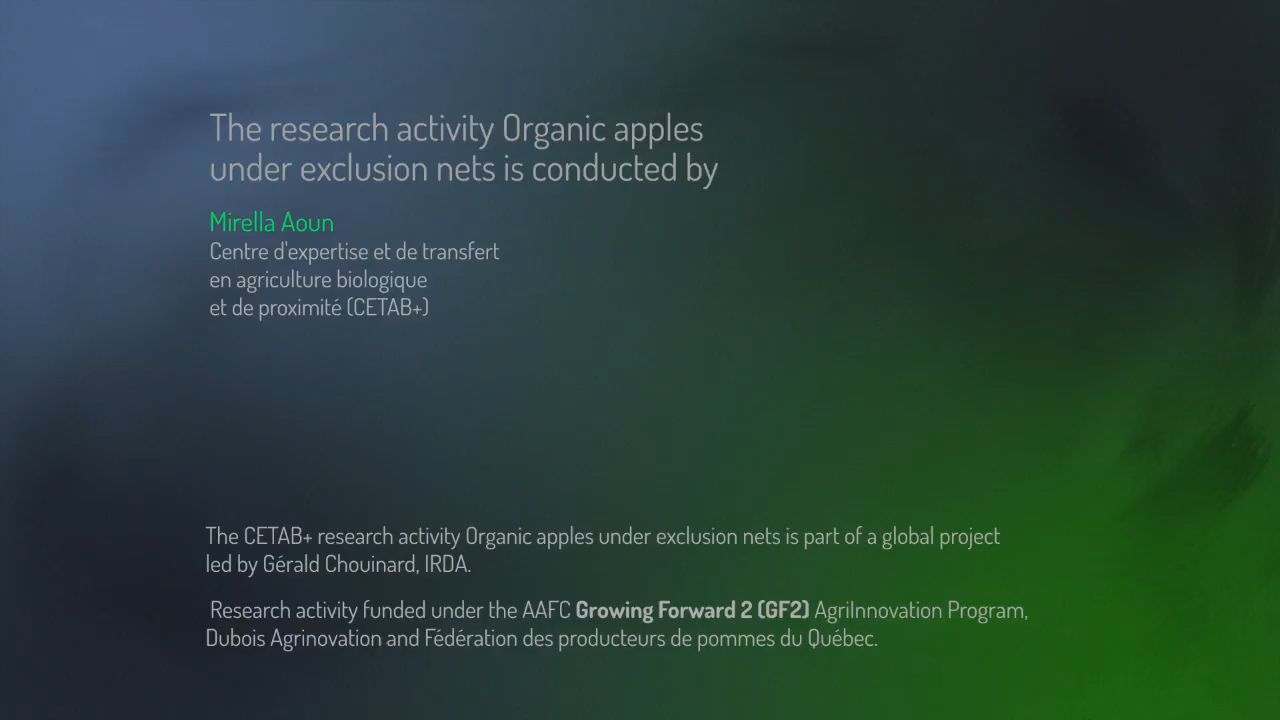 The research activity Organic apples
under exclusion nets is conducted by
Mirella Aoun
Centre d'expertise et de transfert
en agriculture biologique
et de proximité (CETAB+)
The CETAB+ research activity Organic apples under exclusion nets is part of a global project
led by Gérald Chouinard, IRDA.
Research activity funded under the AAFC Growing Forward 2 (GF2) AgriInnovation Program,
Dubois Agrinovation and Fédération des producteurs de pommes du Québec.